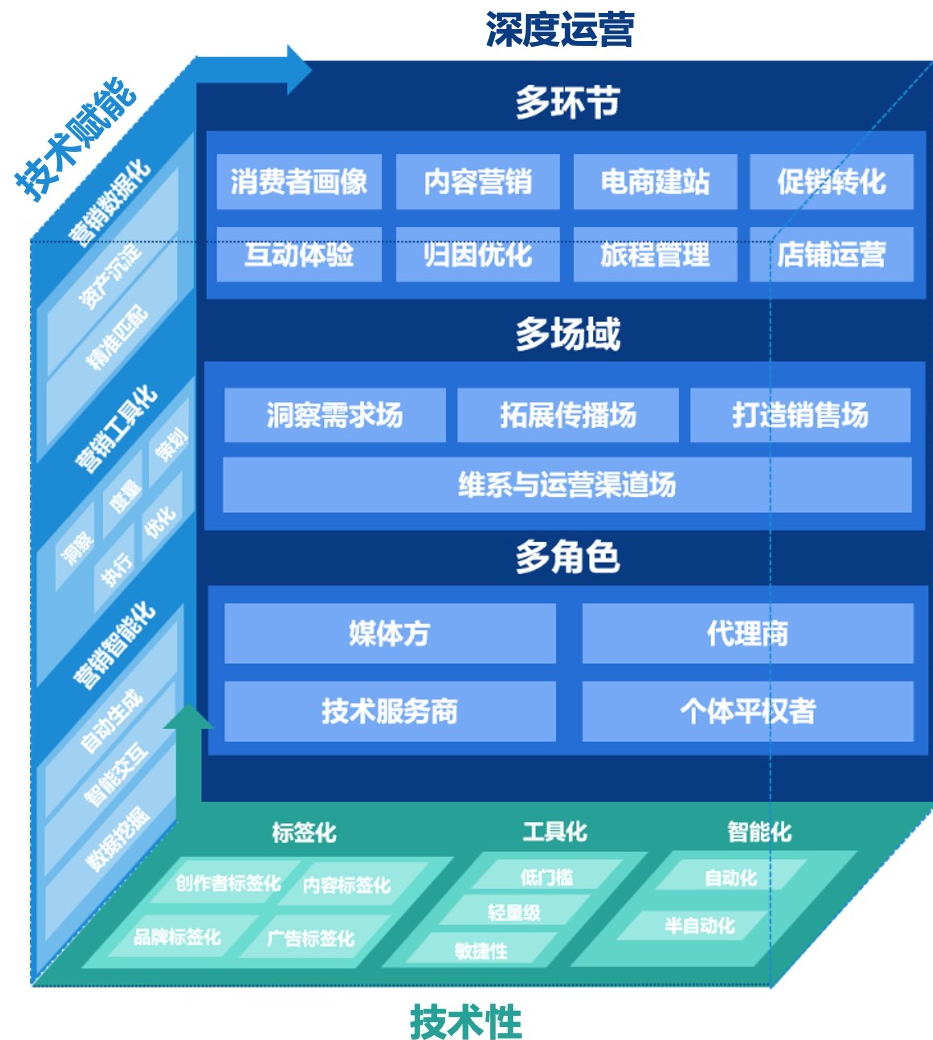 深度运营
技术赋能
多环节
消费者画像 内容营销 电商建站 促销转化
互动体验 归因优化 旅程管理 店铺运营
多场域
洞察需求场 拓展传播场 打造销售场
维系与运营渠道场
多角色
媒体方 代理商
技术服务商 个体平权者
营销数据化
资产沉淀
精准匹配
营销工具化
洞察 度量 策划
执行 优化
营销智能化
自动生成
智能交互
数据挖掘
标签化 工具化 智能化
创作者标签化 内容标签化
品牌标签化 广告标签化
低门槛
轻量级
敏捷性
自动化
半自动化
技术性